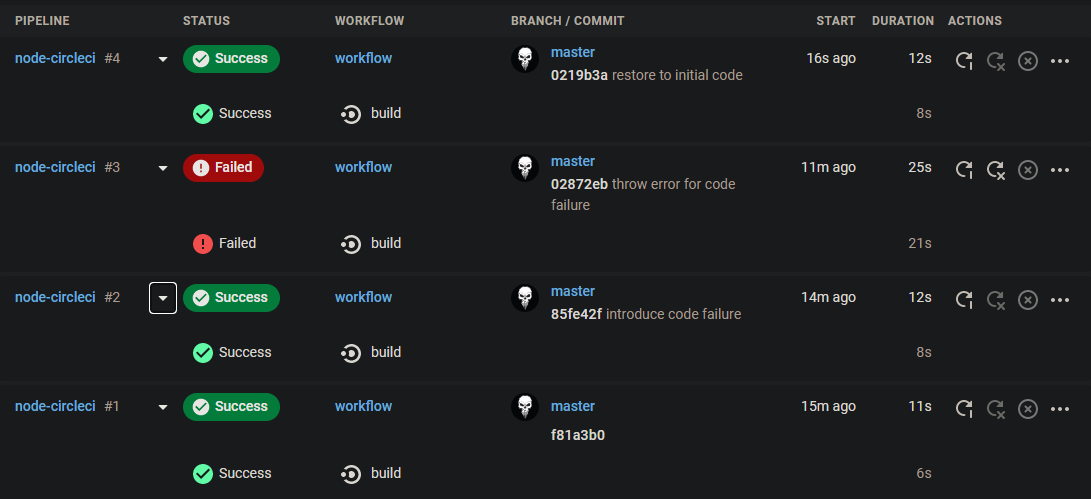 PIPELINE STATUS WORKFLOW BRANCH / COMMIT START DURATION ACTIONS
node-circleci #4 Success workflow master 16s ago 12s
0219b3a restore to initial code
Success build 8s
node-circleci #3 Failed workflow master 11m ago 25s
02872eb throw error for code
failure
Failed build 21s
node-circleci #2 Success workflow master 14m ago 12s
85fe42f introduce code failure
Success build 8s
node-circleci #1 Success workflow master 15m ago 11s
f81a3b0
Success build 6s